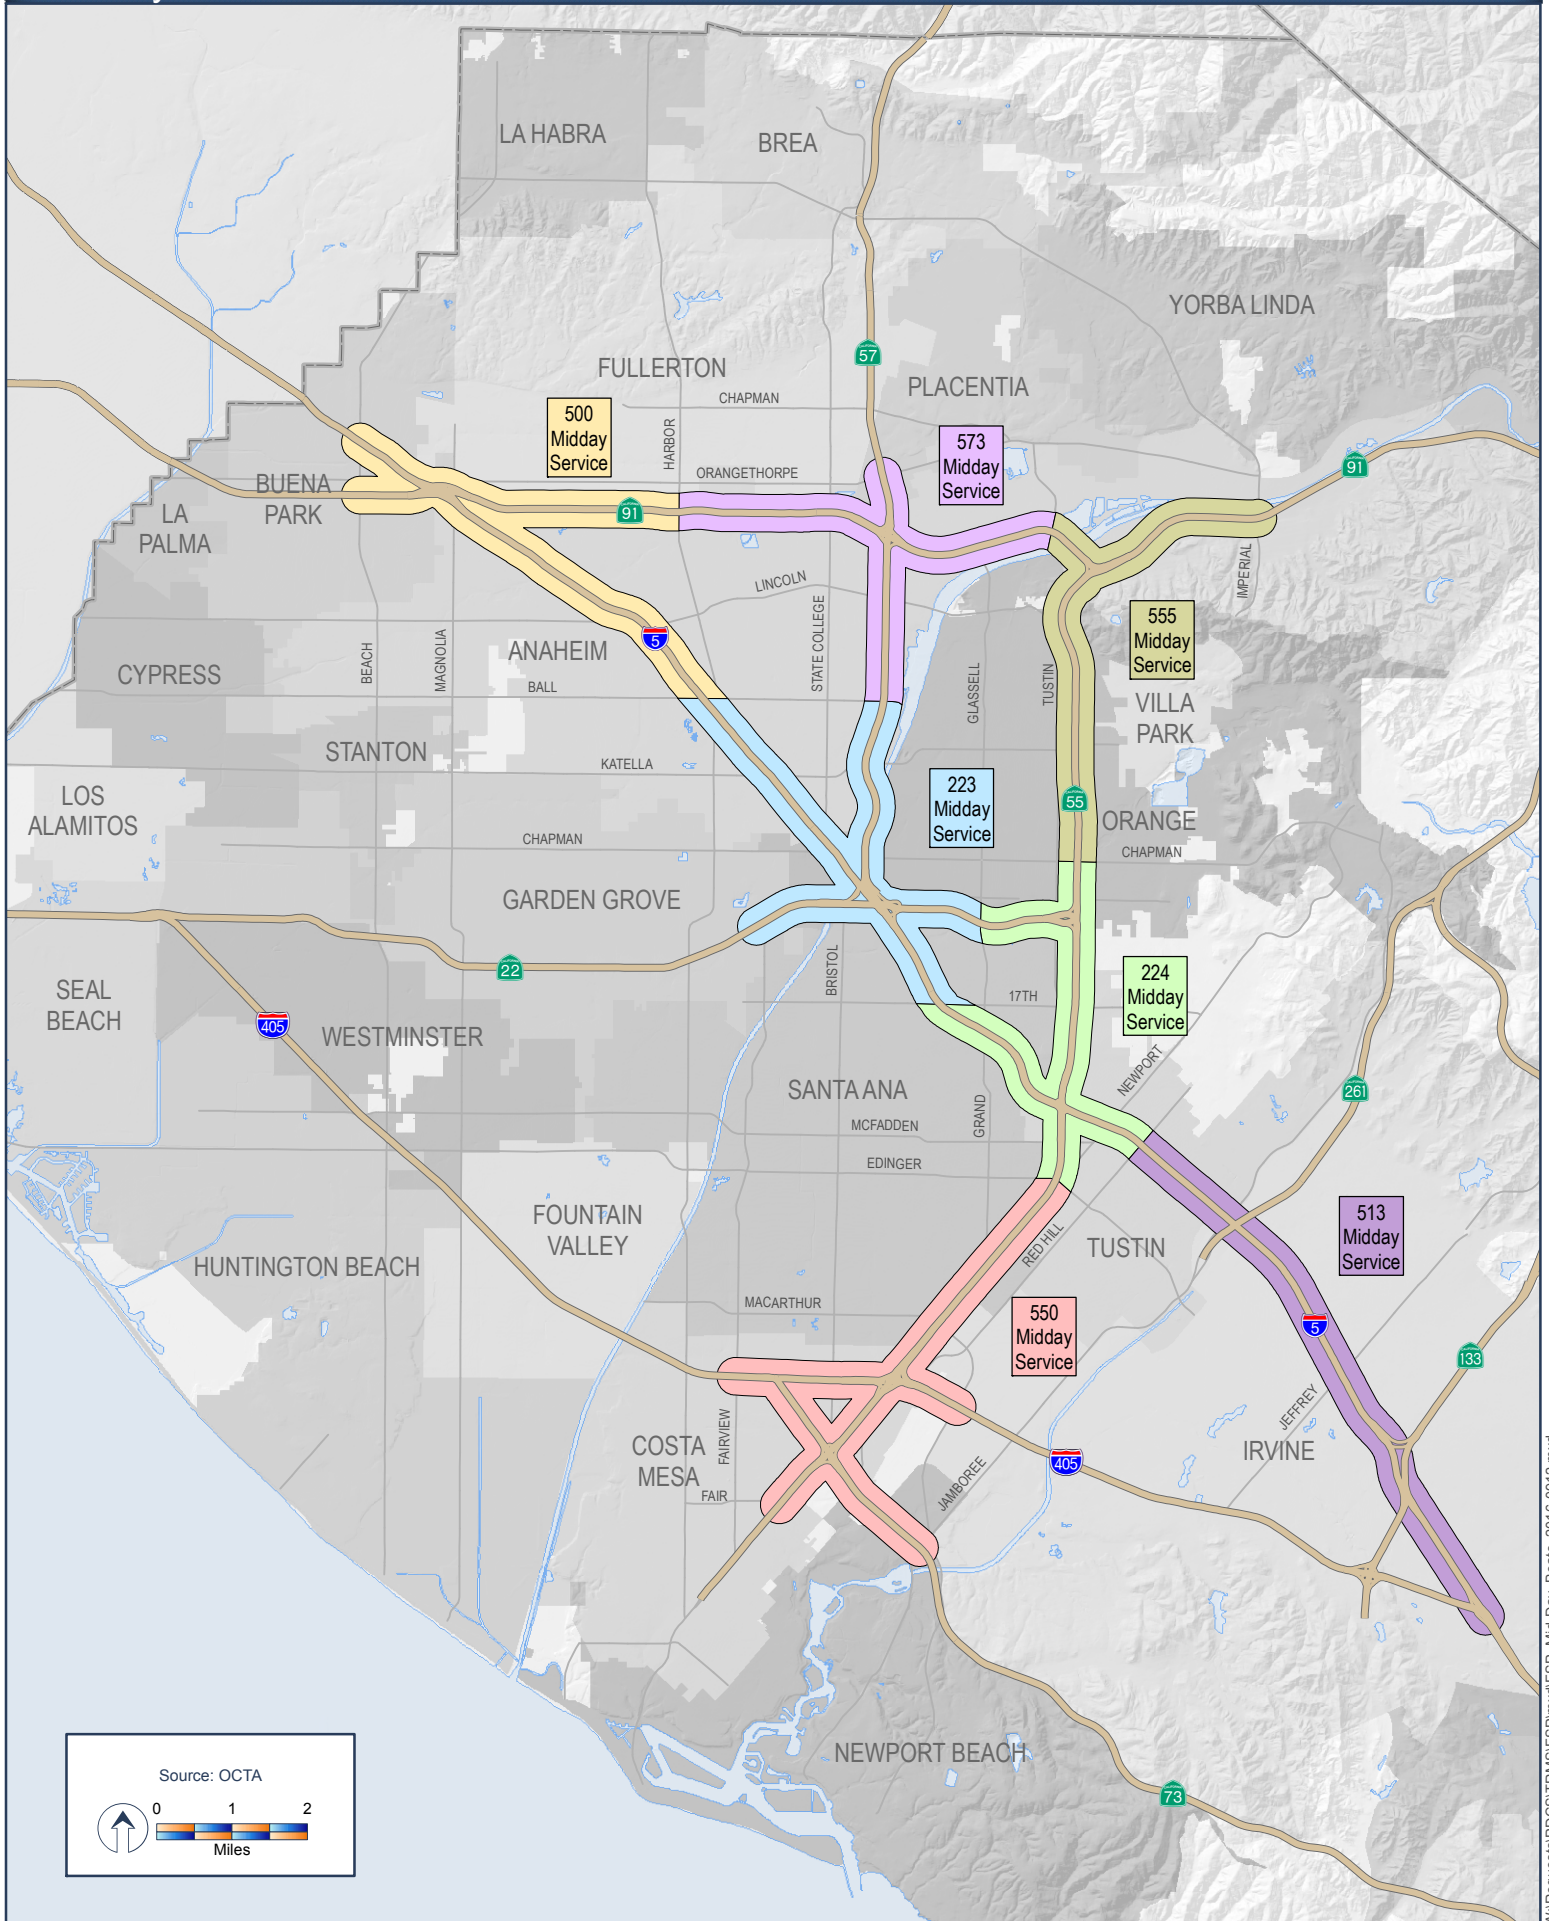 LA HABRA
BREA
YORBA LINDA
57
FULLERTON
PLACENTIA
CHAPMAN
500
Midday
Service
HARBOR
573
Midday
Service
ORANGETHORPE
91
BUENA
PARK
91
LA
PALMA
LINCOLN
IMPERIAL
555
Midday
Service
5
ANAHEIM
STATE COLLEGE
BEACH
MAGNOLIA
CYPRESS
BALL
GLASSELL
TUSTIN
VILLA
PARK
STANTON
KATELLA
223
Midday
Service
55
LOS
ALAMITOS
ORANGE
CHAPMAN
CHAPMAN
GARDEN GROVE
22
BRISTOL
224
Midday
Service
17TH
SEAL
BEACH
405
WESTMINSTER
NEWPORT
SANTA ANA
261
GRAND
MCFADDEN
EDINGER
FOUNTAIN
VALLEY
513
Midday
Service
RED HILL
TUSTIN
HUNTINGTON BEACH
MACARTHUR
550
Midday
Service
5
133
JEFFREY
FAIRVIEW
COSTA
MESA
IRVINE
405
JAMBOREE
FAIR
NEWPORT BEACH
73
Source: OCTA
0 1 2
Miles